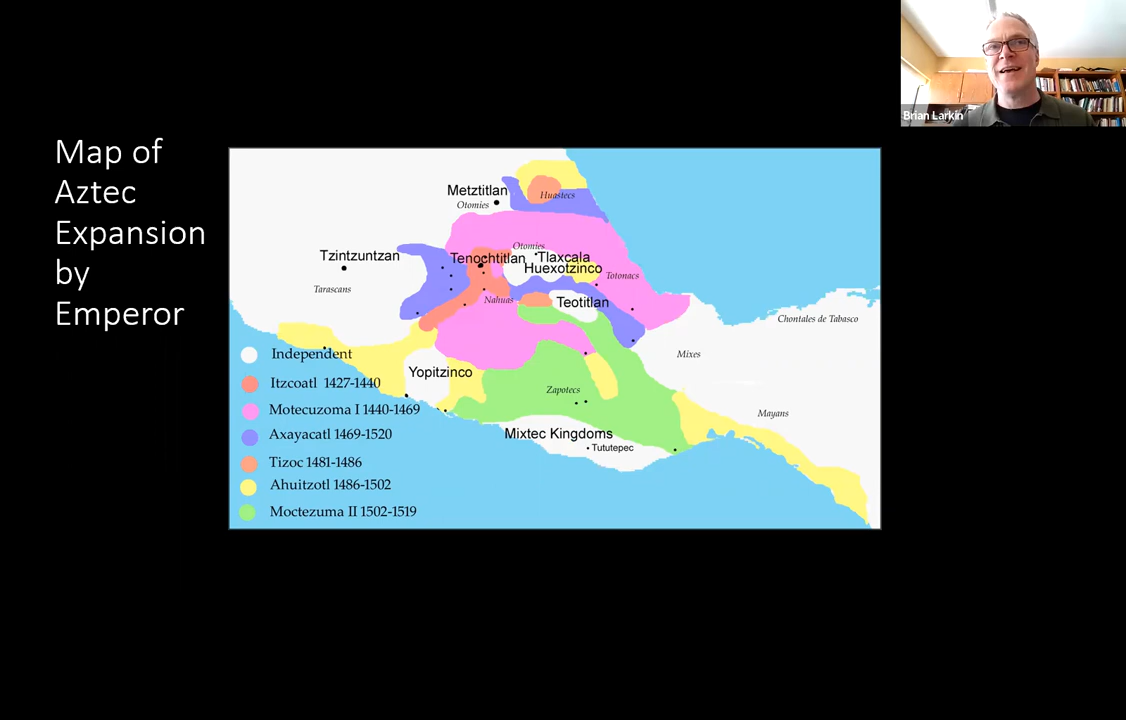 Brian Larkin
Map of
Aztec
Expansion
by
Emperor
Metztitlan
Otomies
Huastecs
Tzintzuntzan
Tarascans
Otomies
Tenochtitlan
Tlaxcala
Huexotzinco
Totonacs
Nahuas
Teotitlan
Chontales de Tabasco
Mixes
Yopitzinco
Zapotecs
Mayans
Mixtec Kingdoms
Tututepec
Independent
Itzcoatl 1427-1440
Motecuzoma I 1440-1469
Axayacatl 1469-1520
Tizoc 1481-1486
Ahuitzotl 1486-1502
Moctezuma II 1502-1519